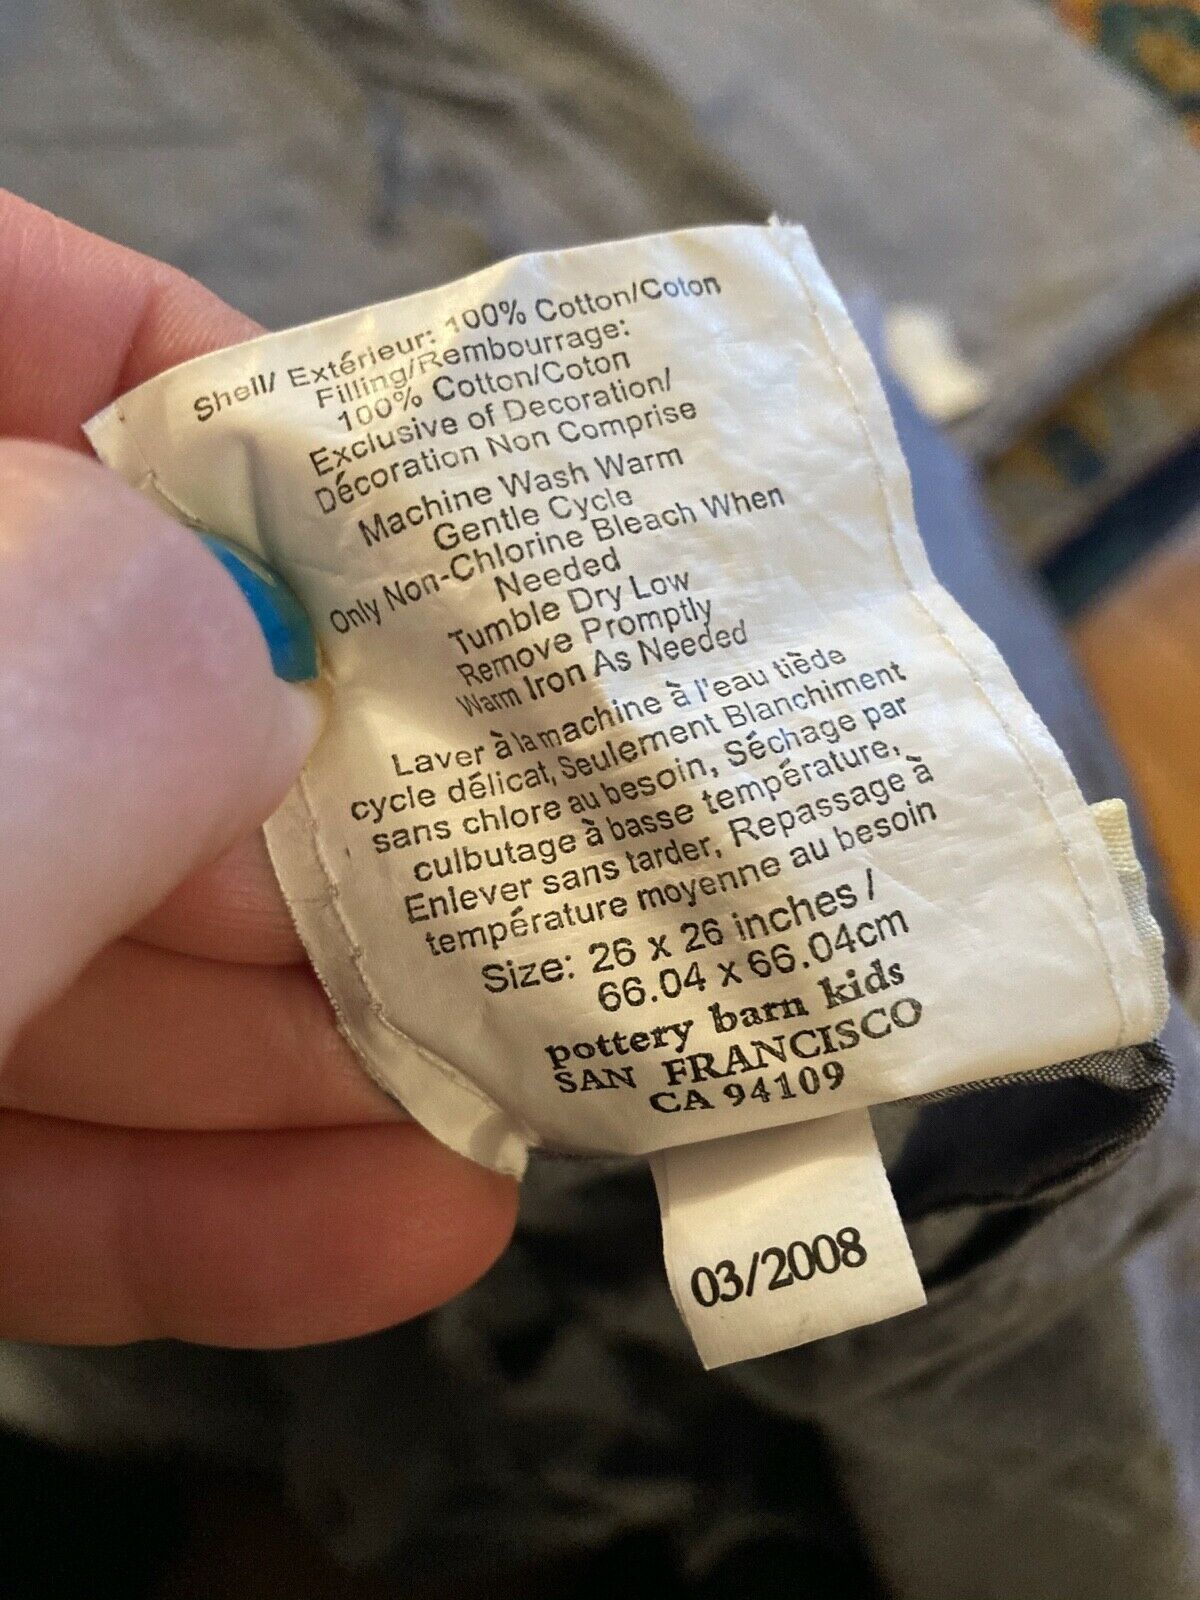 Shell/ Extérieur: 100% Cotton/Coton
Filling/Rembourrage:
100% Cotton/Coton
Exclusive of Decoration/
Décoration Non Comprise
Machine Wash Warm
Gentle Cycle
Only Non-Chlorine Bleach When
Needed
Tumble Dry Low
Remove Promptly
Warm Iron As Needed
Laver à la machine à l'eau tiède
cycle délicat, Seulement Blanchiment
sans chlore au besoin, Séchage par
culbutage à basse température,
Enlever sans tarder, Repassage à
température moyenne au besoin
Size: 26 x 26 inches /
66.04 x 66.04cm
pottery barn kids
SAN FRANCISCO
CA 94109
03/2008